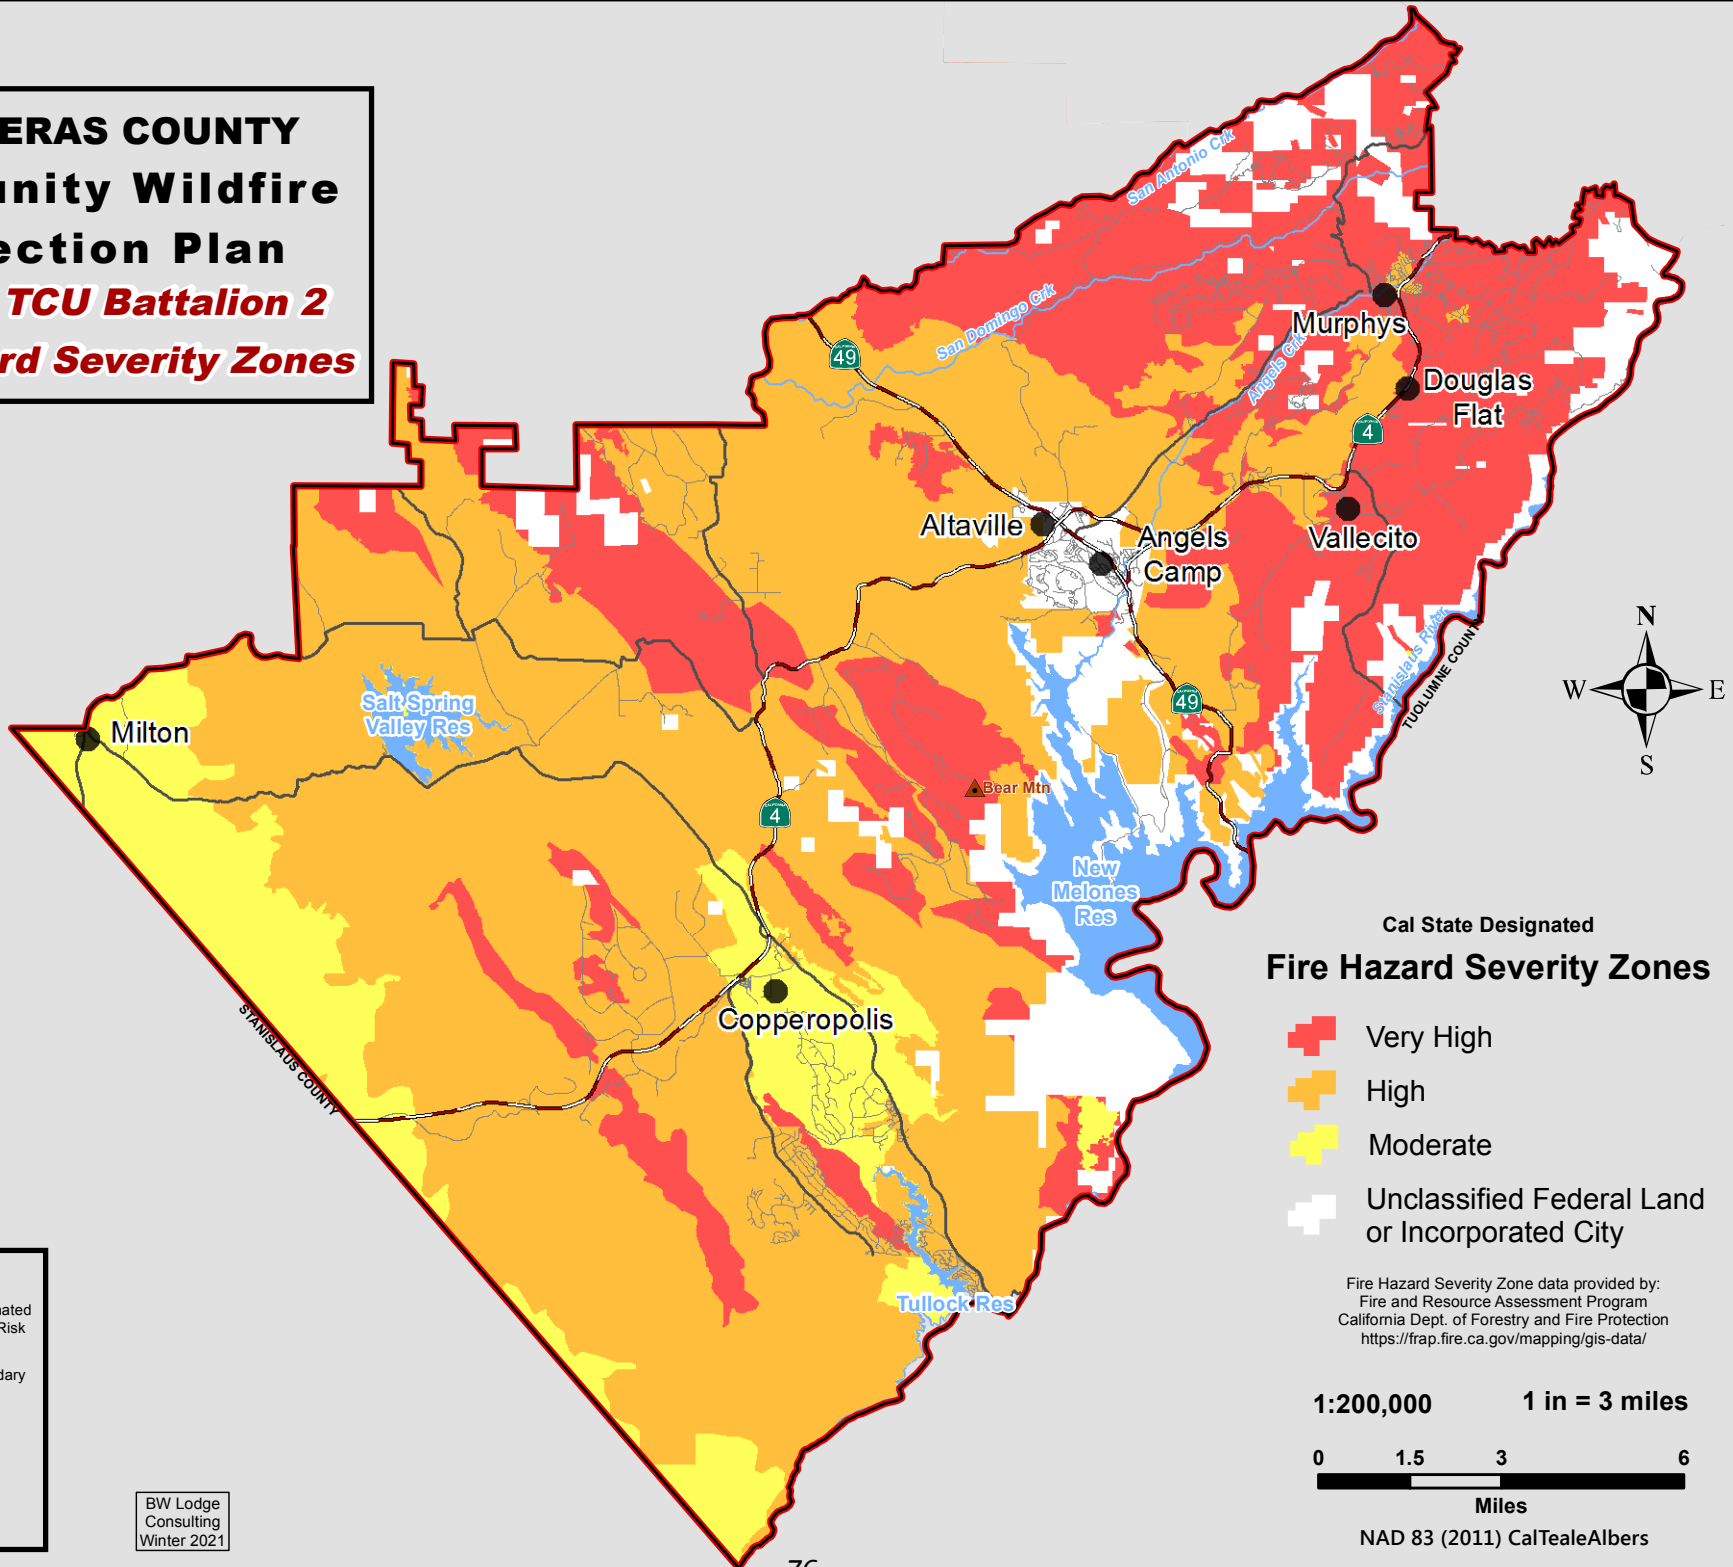 ERAS COUNTY
unity Wildfire
ection Plan
TCU Battalion 2
rd Severity Zones
San Antonio Crk
San Domingo Crk
Angels Crk
49
Murphys
Douglas
Flat
4
Altaville
Angels
Camp
Vallecito
Stanislaus River
TUOLUMNE COUNTY
N
W
E
S
49
Salt Spring
Valley Res
Milton
Bear Mtn
4
New
Melones
Res
Copperopolis
STANISLAUS COUNTY
Tullock Res
Cal State Designated
Fire Hazard Severity Zones
Very High
High
Moderate
Unclassified Federal Land
or Incorporated City
Fire Hazard Severity Zone data provided by:
Fire and Resource Assessment Program
California Dept. of Forestry and Fire Protection
https://frap.fire.ca.gov/mapping/gis-data/
1:200,000
1 in = 3 miles
0 1.5 3 6
Miles
NAD 83 (2011) CalTealeAlbers
nated
Risk
dary
BW Lodge
Consulting
Winter 2021